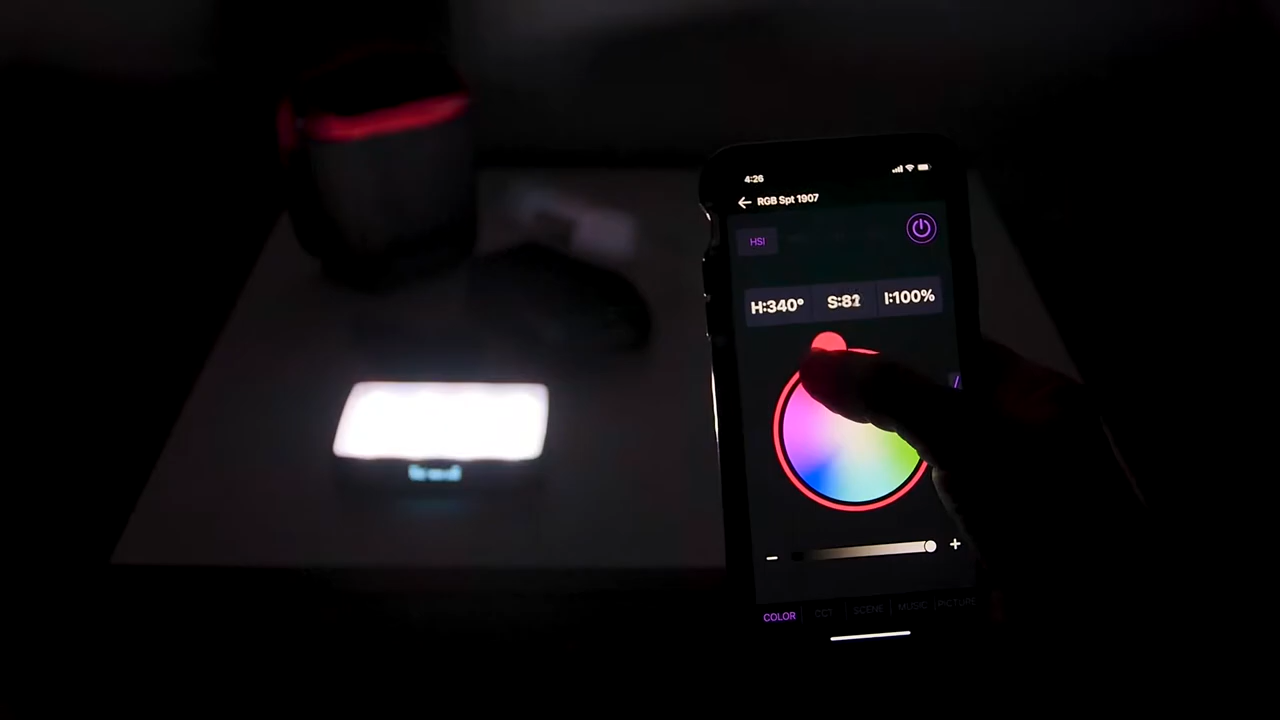 4:26
← RGB Spt 1907
HSI
H:340° S:82 I:100%
- +
COLOR | CCT | SCENE | MUSIC | PICTURE